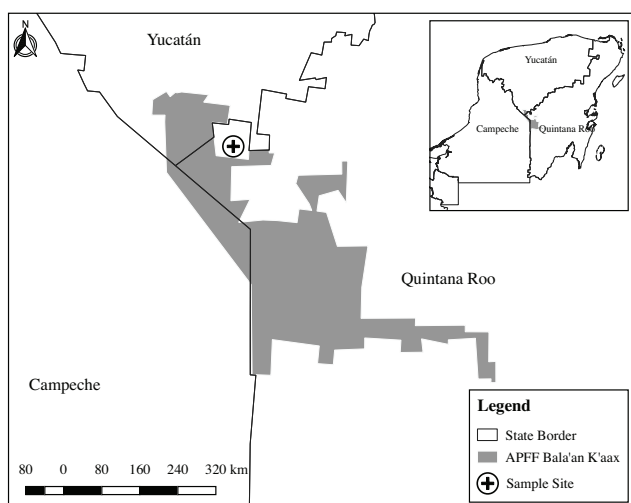 N
Yucatán
Yucatán
Campeche
Quintana Roo
Quintana Roo
Campeche
Legend
State Border
APFF Bala'an K'aax
Sample Site
80 0 80 160 240 320 km